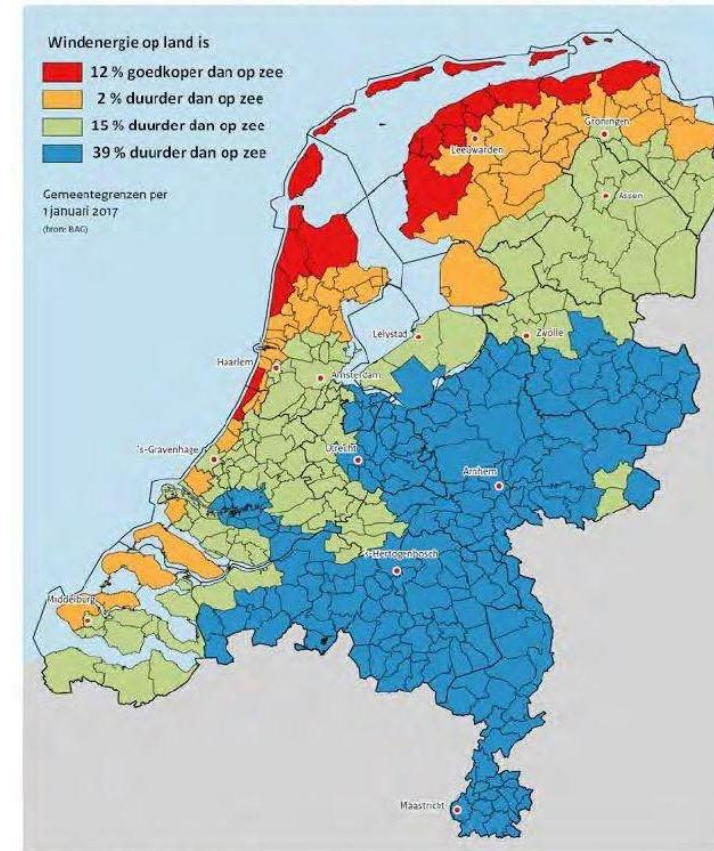 Windenergie op land is
12 % goedkoper dan op zee
2 % duurder dan op zee
15 % duurder dan op zee
39 % duurder dan op zee
Gemeentegrenzen per
1 januari 2017
(bron: BAG)
Groningen
Leeuwarden
Assen
Lelystad
Zwolle
Haarlem
Amsterdam
's-Gravenhage
Utrecht
Arnhem
's-Hertogenbosch
Middelburg
Maastricht